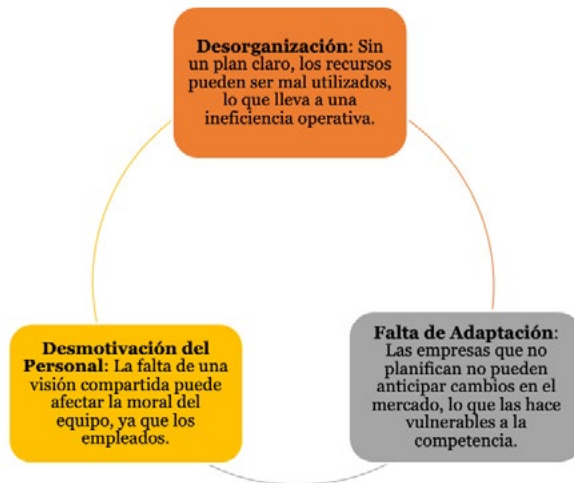 Desorganización: Sin
un plan claro, los recursos
pueden ser mal utilizados,
lo que lleva a una
ineficiencia operativa.
Falta de Adaptación:
Las empresas que no
planifican no pueden
anticipar cambios en el
mercado, lo que las hace
vulnerables a la
competencia.
Desmotivación del
Personal: La falta de una
visión compartida puede
afectar la moral del
equipo, ya que los
empleados.